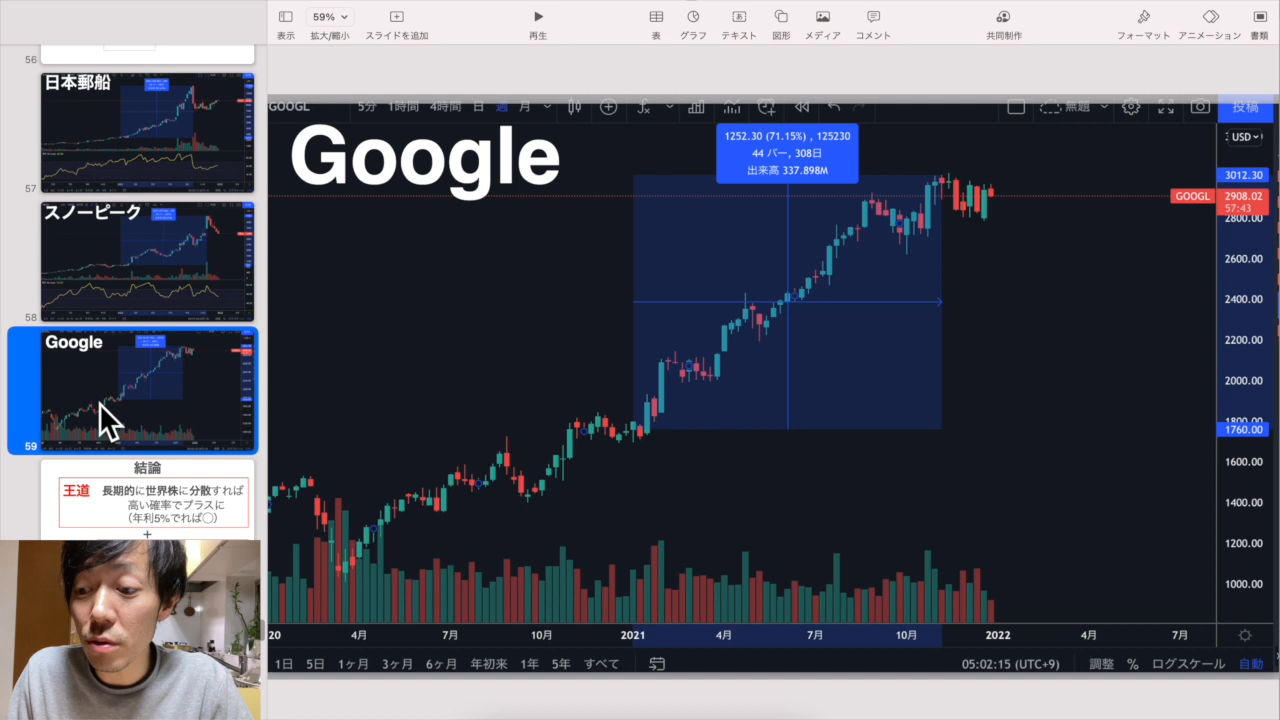 59%
表示
拡大/縮小
スライドを追加
再生
表
グラフ
テキスト
図形
メディア
コメント
共同制作
フォーマット
アニメーション
書類
56
日本郵船
57
スノーピーク
58
Google
59
結論
王道 長期的に世界株に分散すれば
高い確率でプラスに
（年利5%でれば◯）
+
GOOGL
5分 1時間 4時間 日 週 月
無題
投稿
Google
1252.30 (71.15%) , 125230
44 バー, 308日
出来高 337.898M
USD
3012.30
GOOGL 2908.02
57:43
2800.00
2600.00
2400.00
2200.00
2000.00
1800.00
1760.00
1600.00
1400.00
1200.00
1000.00
20 4月 7月 10月 2021 4月 7月 10月 2022 4月 7月
1日 5日 1ヶ月 3ヶ月 6ヶ月 年初来 1年 5年 すべて
05:02:15 (UTC+9) 調整 % ログスケール 自動